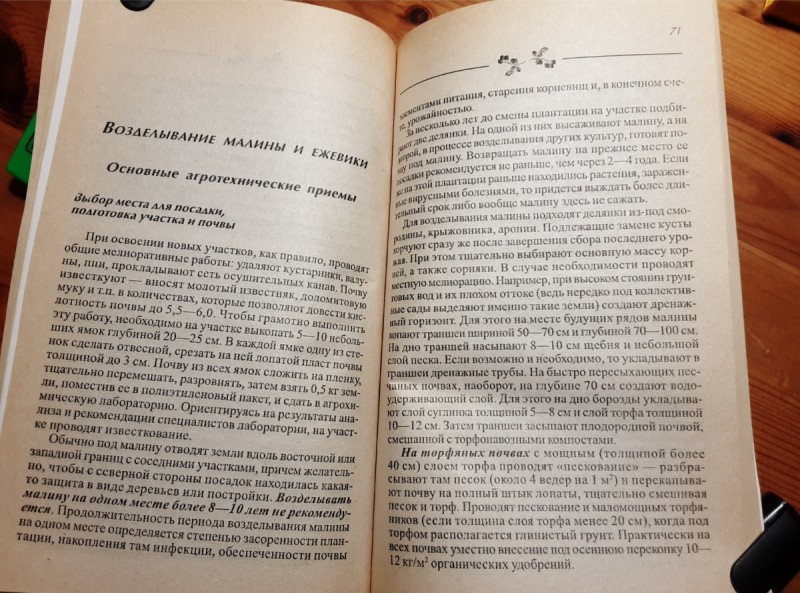 ВОЗДЕЛЫВАНИЕ МАЛИНЫ И ЕЖЕВИКИ
ОСНОВНЫЕ АГРОТЕХНИЧЕСКИЕ ПРИЕМЫ
Выбор места для посадки,
подготовка участка и почвы
При освоении новых участков, как правило, проводят
общие мелиоративные работы: удаляют кустарники, валу-
ны, пни, прокладывают сеть осушительных канав. Почву
известкуют — вносят молотый известняк, доломитовую
муку и т.п. в количествах, которые позволяют довести кис-
лотность почвы до 5,5—6,0. Чтобы грамотно выполнить
эту работу, необходимо на участке выкопать 5—10 неболь-
ших ямок глубиной 20—25 см. В каждой ямке одну из сте-
нок сделать отвесной, срезать на ней лопатой пласт почвы
толщиной до 3 см. Почву из всех ямок сложить на пленку,
тщательно перемешать, разровнять, затем взять 0,5 кг зем-
ли, поместив ее в полиэтиленовый пакет, и сдать в агрохи-
мическую лабораторию. Ориентируясь на результаты ана-
лиза и рекомендации специалистов лаборатории, на участ-
ке проводят известкование.
Обычно под малину отводят земли вдоль восточной или
западной границ с соседними участками, причем желатель-
но, чтобы с северной стороны посадок находилась какая-
то защита в виде деревьев или постройки. Возделывать
малину на одном месте более 8—10 лет не рекоменду-
ется. Продолжительность периода возделывания малины
на одном месте определяется степенью засоренности план-
тации, накопления там инфекции, обеспеченности почвы
71
элементами питания, старения корневищ и, в конечном сче-
те, урожайностью.
За несколько лет до смены плантации на участке подби-
рают две делянки. На одной из них высаживают малину, а на
второй, в процессе возделывания других культур, готовят по-
чву под малину. Возвращать малину на прежнее место ее
посадки рекомендуется не раньше, чем через 2—4 года. Если
же на этой плантации раньше находились растения, заражен-
ные вирусными болезнями, то придется выждать более дли-
тельный срок либо вообще малину здесь не сажать.
Для возделывания малины подходят делянки из-под смо-
родины, крыжовника, аронии. Подлежащие замене кусты
корчуют сразу же после завершения сбора последнего уро-
жая. При этом тщательно выбирают основную массу кор-
ней, а также сорняки. В случае необходимости проводят
местную мелиорацию. Например, при высоком стоянии грун-
товых вод и их плохом оттоке (ведь нередко под коллектив-
ные сады выделяют именно такие земли) создают дренаж-
ный горизонт. Для этого на месте будущих рядов малины
копают траншеи шириной 50—70 см и глубиной 70—100 см.
На дно траншей насыпают 8—10 см щебня и небольшой
слой песка. Если возможно и необходимо, то укладывают в
траншеи дренажные трубы. На быстро пересыхающих пес-
чаных почвах, наоборот, на глубине 70 см создают водо-
удерживающий слой. Для этого на дно борозды укладыва-
ют слой суглинка толщиной 5—8 см и слой торфа толщиной
10—12 см. Затем траншеи засыпают плодородной почвой,
смешанной с торфонавозными компостами.
На торфяных почвах с мощным (толщиной более
40 см) слоем торфа проводят «пескование» — разбра-
сывают там песок (около 4 ведер на 1 м²) и перекапыва-
ют почву на полный штык лопаты, тщательно смешивая
песок и торф. Проводят пескование и маломощных торфя-
ников (если толщина слоя торфа менее 20 см), когда под
торфом располагается глинистый грунт. Практически на
всех почвах уместно внесение под осеннюю перекопку 10—
12 кг/м² органических удобрений.